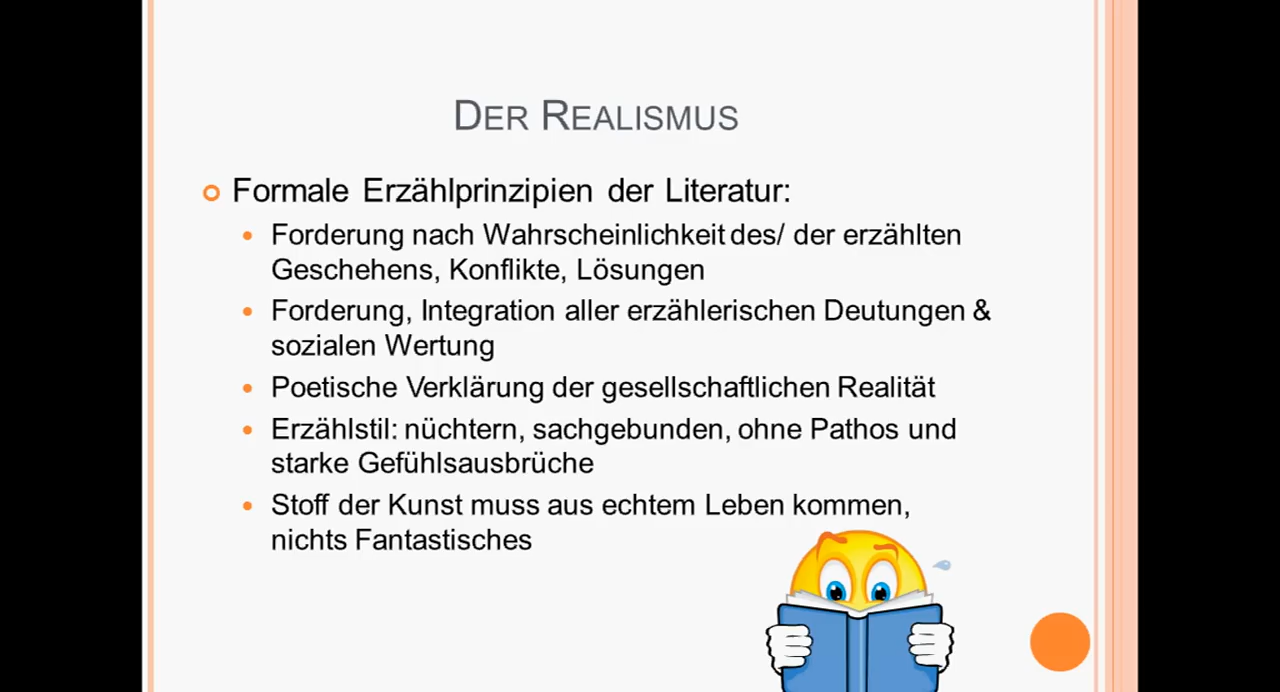 DER REALISMUS
Formale Erzählprinzipien der Literatur:
Forderung nach Wahrscheinlichkeit des/ der erzählten
Geschehens, Konflikte, Lösungen
Forderung, Integration aller erzählerischen Deutungen &
sozialen Wertung
Poetische Verklärung der gesellschaftlichen Realität
Erzählstil: nüchtern, sachgebunden, ohne Pathos und
starke Gefühlsausbrüche
Stoff der Kunst muss aus echtem Leben kommen,
nichts Fantastisches